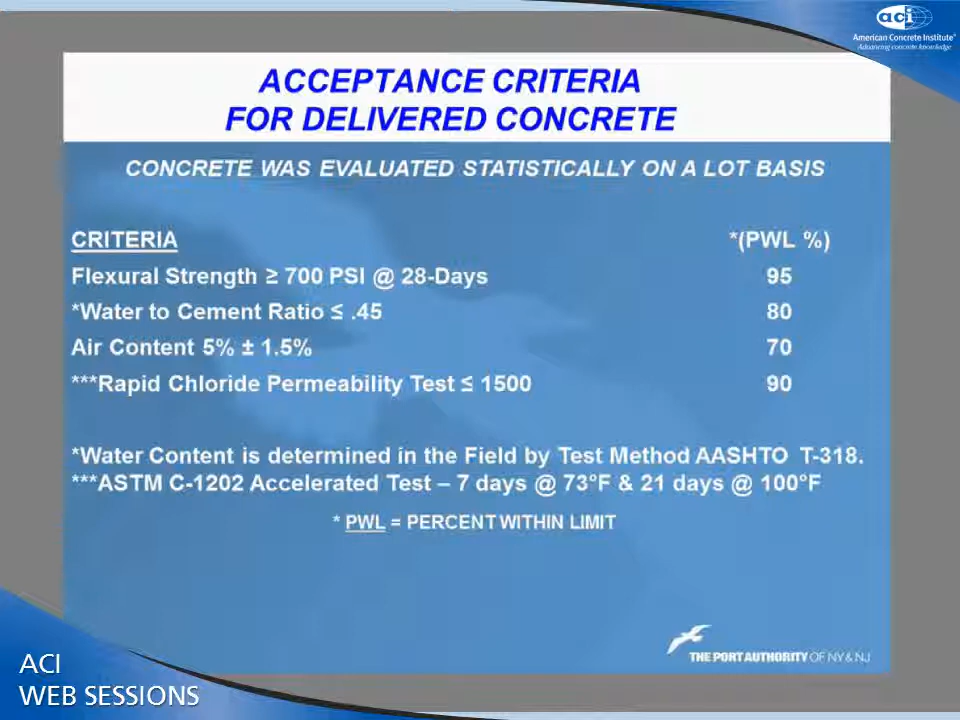 aci
American Concrete Institute®
Advancing concrete knowledge
ACCEPTANCE CRITERIA
FOR DELIVERED CONCRETE
CONCRETE WAS EVALUATED STATISTICALLY ON A LOT BASIS
CRITERIA *(PWL %)
Flexural Strength ≥ 700 PSI @ 28-Days 95
*Water to Cement Ratio ≤ .45 80
Air Content 5% ± 1.5% 70
***Rapid Chloride Permeability Test ≤ 1500 90
*Water Content is determined in the Field by Test Method AASHTO T-318.
***ASTM C-1202 Accelerated Test – 7 days @ 73°F & 21 days @ 100°F
* PWL = PERCENT WITHIN LIMIT
THE PORT AUTHORITY OF NY & NJ
ACI
WEB SESSIONS